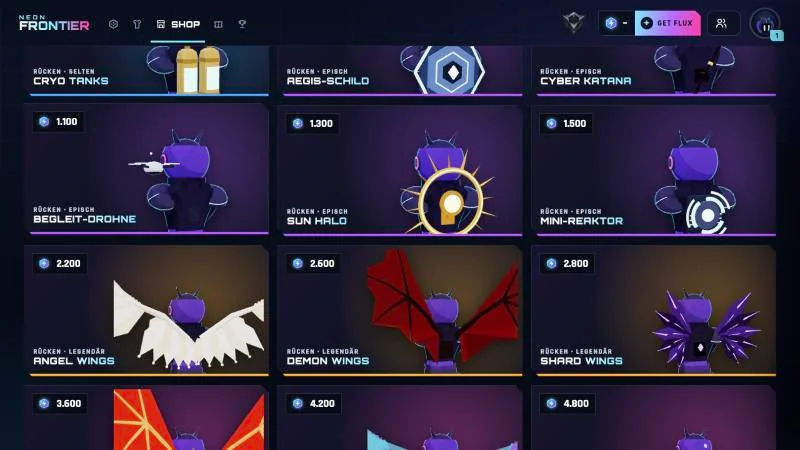 NEON
FRONTIER
SHOP
-
GET FLUX
1
RÜCKEN • SELTEN
CRYO TANKS
RÜCKEN • EPISCH
AEGIS-SCHILD
RÜCKEN • EPISCH
CYBER KATANA
1.100
RÜCKEN • EPISCH
BEGLEIT-DROHNE
1.300
RÜCKEN • EPISCH
SUN HALO
1.500
RÜCKEN • EPISCH
MINI-REAKTOR
2.200
RÜCKEN • LEGENDÄR
ANGEL WINGS
2.600
RÜCKEN • LEGENDÄR
DEMON WINGS
2.800
RÜCKEN • LEGENDÄR
SHARD WINGS
3.600
4.200
4.800